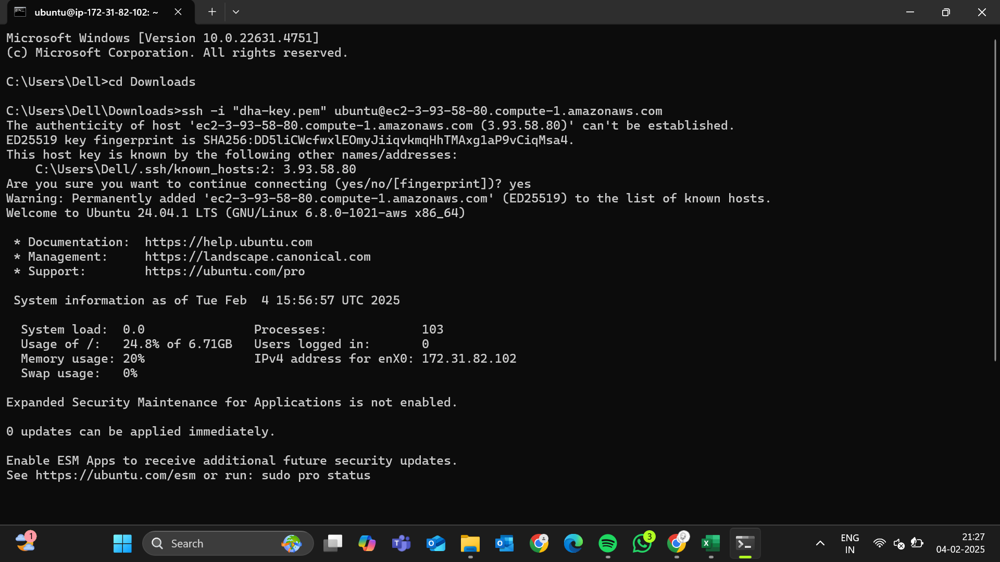 ubuntu@ip-172-31-82-102: ~
Microsoft Windows [Version 10.0.22631.4751]
(c) Microsoft Corporation. All rights reserved.
C:\Users\Dell>cd Downloads
C:\Users\Dell\Downloads>ssh -i "dha-key.pem" ubuntu@ec2-3-93-58-80.compute-1.amazonaws.com
The authenticity of host 'ec2-3-93-58-80.compute-1.amazonaws.com (3.93.58.80)' can't be established.
ED25519 key fingerprint is SHA256:DD5liCWcfwxlEOmyJiiqvkmqHhTMAxg1aP9vCiqMsa4.
This host key is known by the following other names/addresses:
    C:\Users\Dell/.ssh/known_hosts:2: 3.93.58.80
Are you sure you want to continue connecting (yes/no/[fingerprint])? yes
Warning: Permanently added 'ec2-3-93-58-80.compute-1.amazonaws.com' (ED25519) to the list of known hosts.
Welcome to Ubuntu 24.04.1 LTS (GNU/Linux 6.8.0-1021-aws x86_64)
 * Documentation:  https://help.ubuntu.com
 * Management:     https://landscape.canonical.com
 * Support:        https://ubuntu.com/pro
 System information as of Tue Feb  4 15:56:57 UTC 2025
  System load:  0.0               Processes:             103
  Usage of /:   24.8% of 6.71GB   Users logged in:       0
  Memory usage: 20%               IPv4 address for enX0: 172.31.82.102
  Swap usage:   0%
Expanded Security Maintenance for Applications is not enabled.
0 updates can be applied immediately.
Enable ESM Apps to receive additional future security updates.
See https://ubuntu.com/esm or run: sudo pro status
1
Search
3
ENG
IN
21:27
04-02-2025